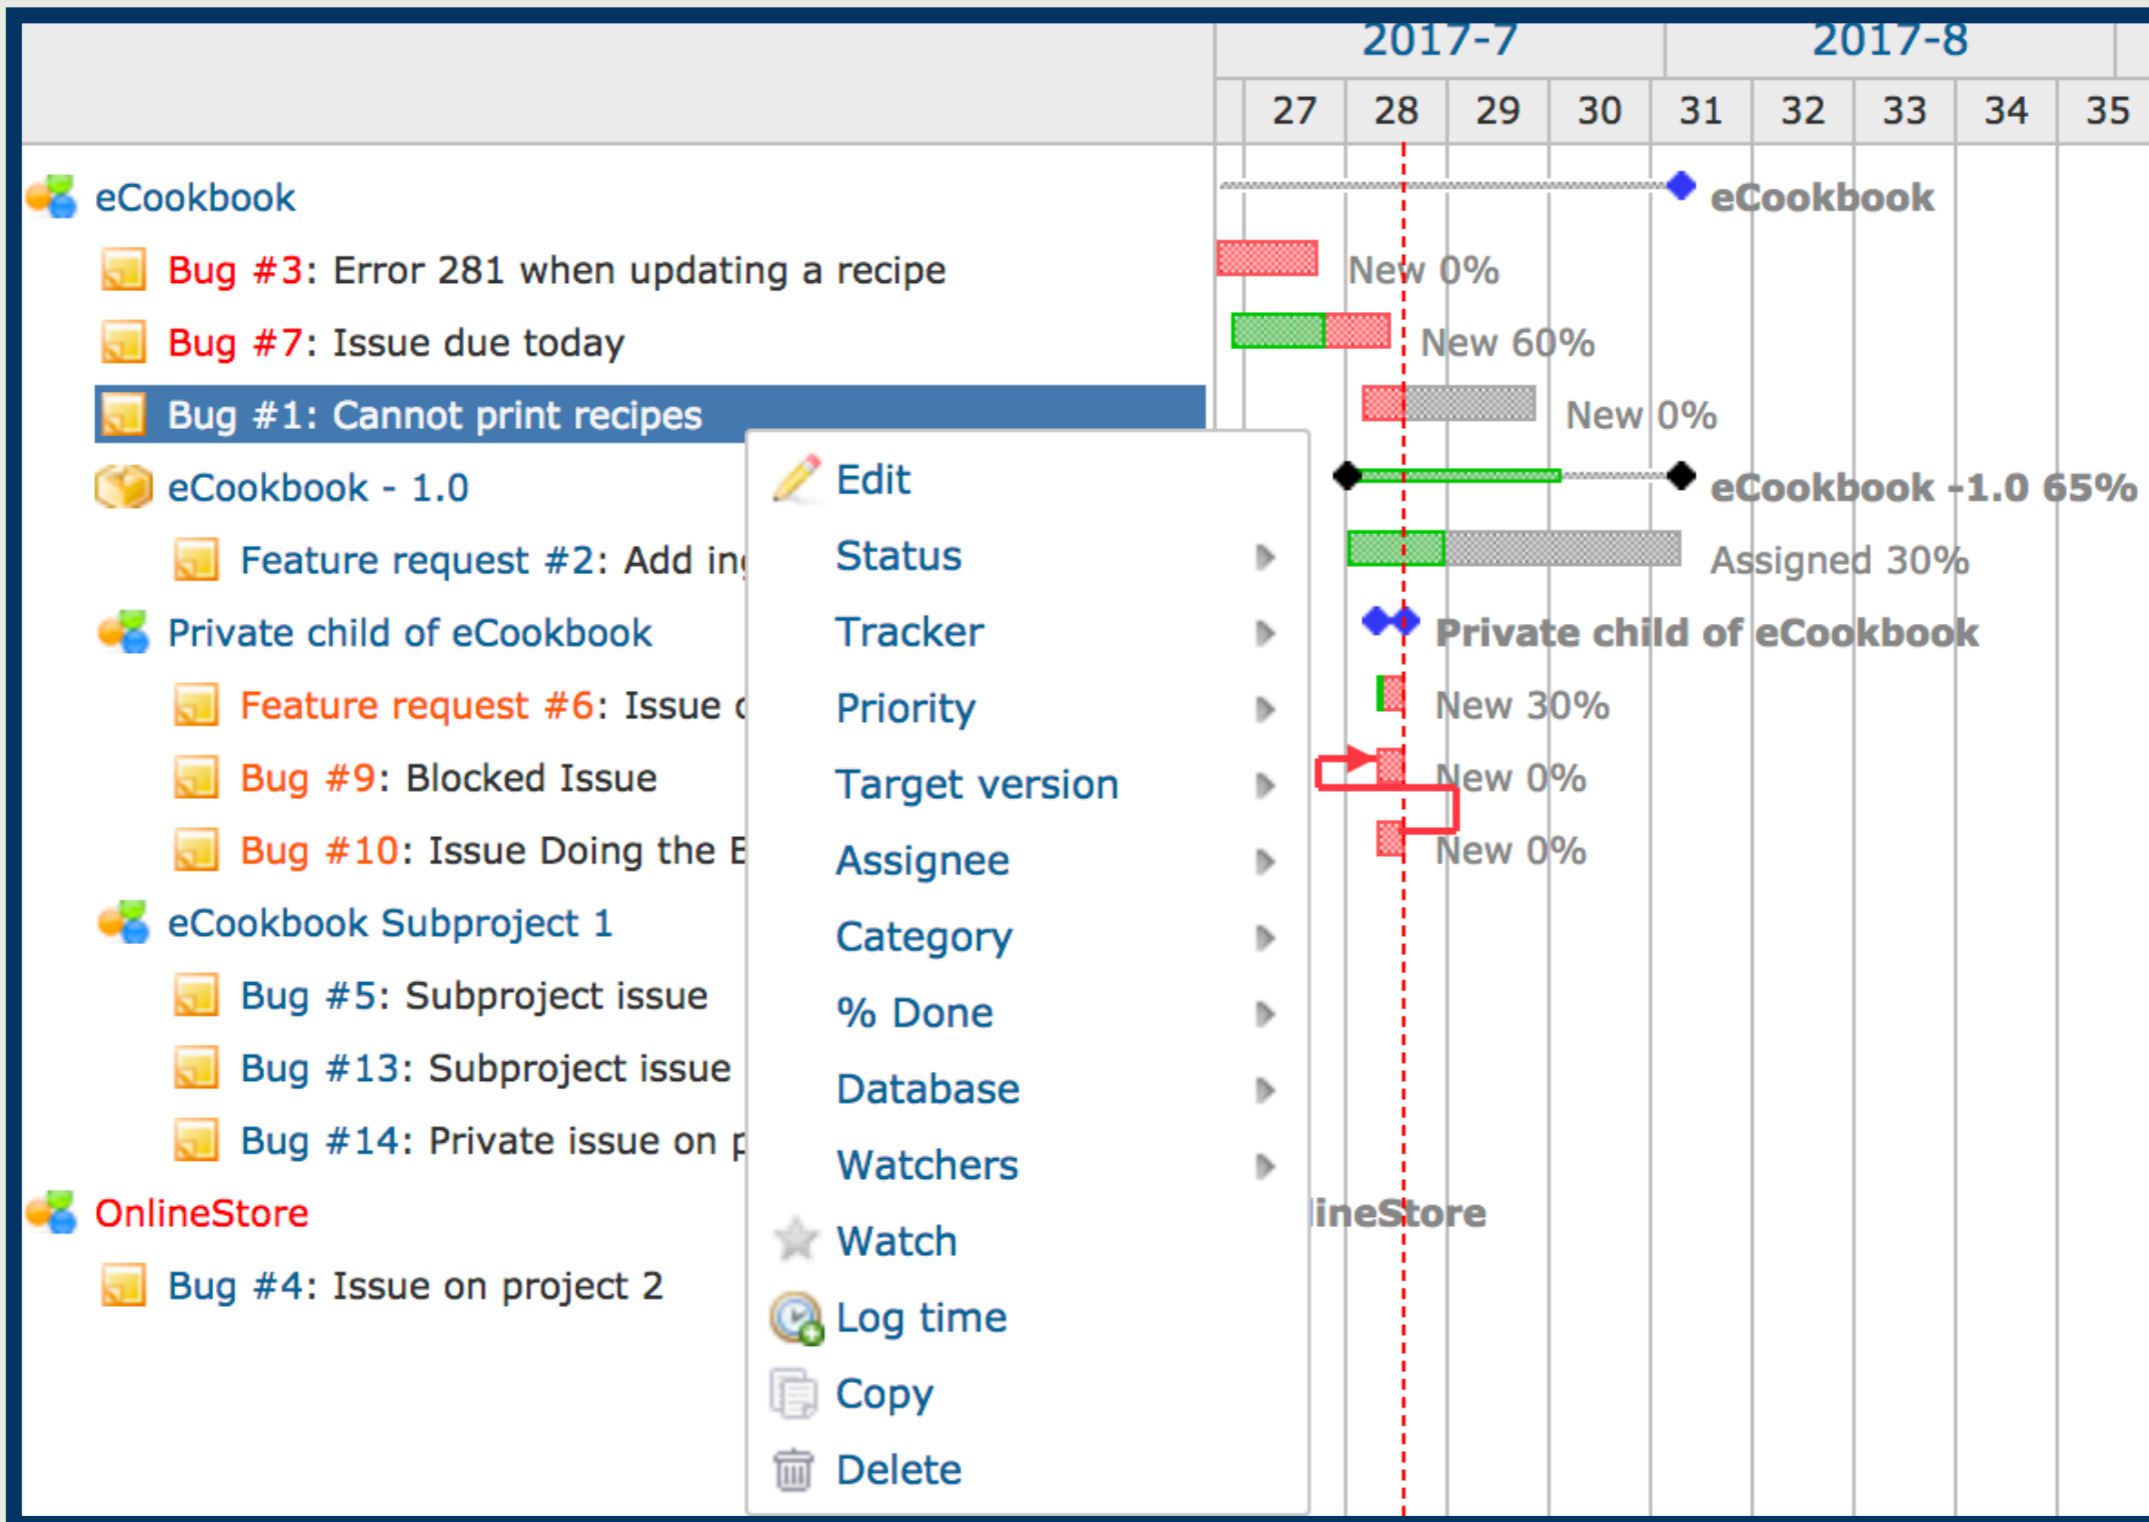 2017-7 2017-8
27 28 29 30 31 32 33 34 35
eCookbook eCookbook
Bug #3: Error 281 when updating a recipe New 0%
Bug #7: Issue due today New 60%
Bug #1: Cannot print recipes New 0%
Edit
eCookbook - 1.0 eCookbook -1.0 65%
Status
Feature request #2: Add Assigned 30%
Tracker
Private child of eCookbook Private child of eCookbook
Priority
Feature request #6: Issue New 30%
Target version
Bug #9: Blocked Issue New 0%
Assignee
Bug #10: Issue Doing the New 0%
Category
eCookbook Subproject 1
% Done
Bug #5: Subproject issue
Database
Bug #13: Subproject issue
Watchers
Bug #14: Private issue on
OnlineStore lineStore
Watch
Bug #4: Issue on project 2
Log time
Copy
Delete